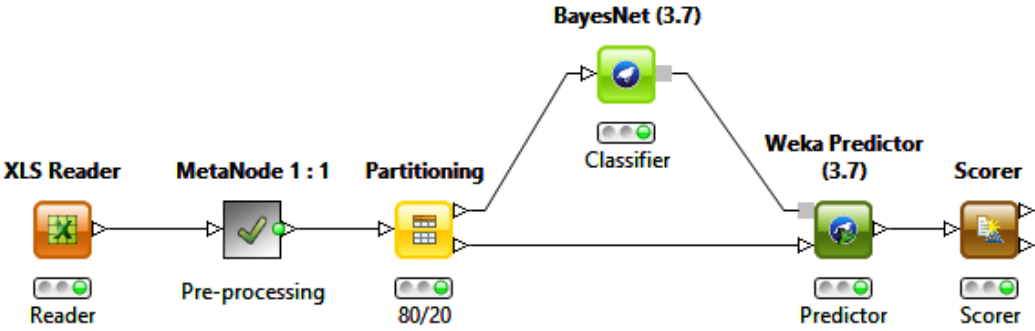 BayesNet (3.7)
Classifier
XLS Reader
MetaNode 1 : 1
Partitioning
Weka Predictor
(3.7)
Scorer
Reader
Pre-processing
80/20
Predictor
Scorer